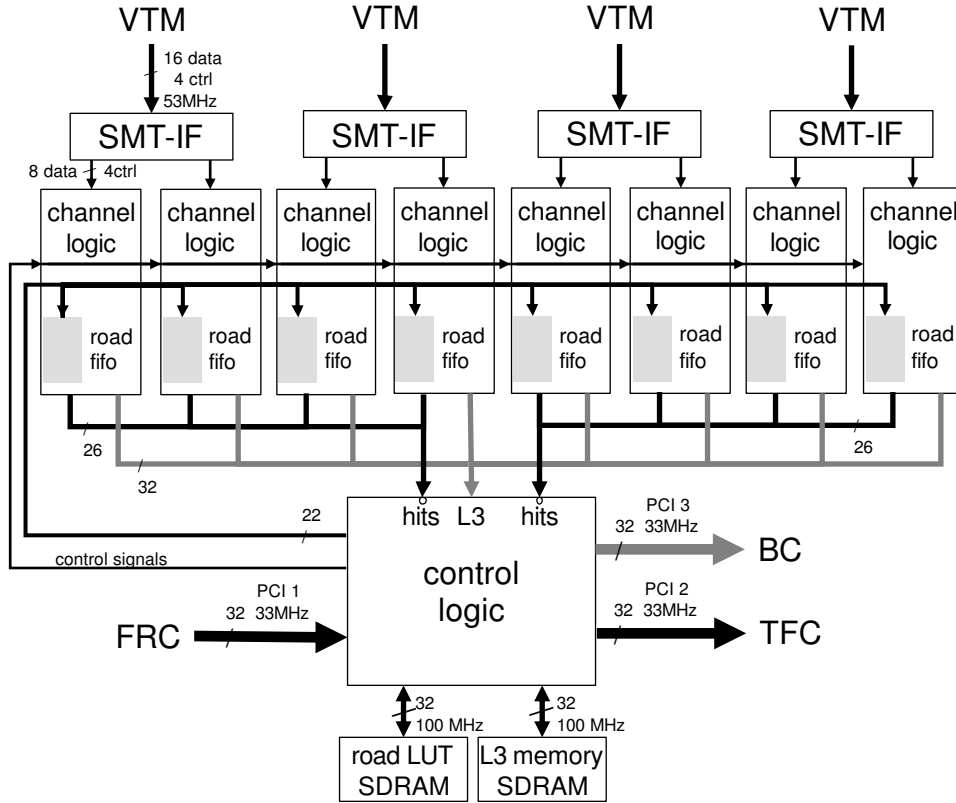 VTM VTM VTM VTM
16 data
4 ctrl
53MHz
SMT-IF SMT-IF SMT-IF SMT-IF
8 data 4ctrl
channel logic channel logic channel logic channel logic channel logic channel logic channel logic channel logic
road fifo road fifo road fifo road fifo road fifo road fifo road fifo road fifo
26 26
32
22
hits L3 hits
control signals
control logic
PCI 3
32 33MHz
BC
PCI 1
32 33MHz
FRC
PCI 2
32 33MHz
TFC
32
100 MHz
32
100 MHz
road LUT
SDRAM
L3 memory
SDRAM